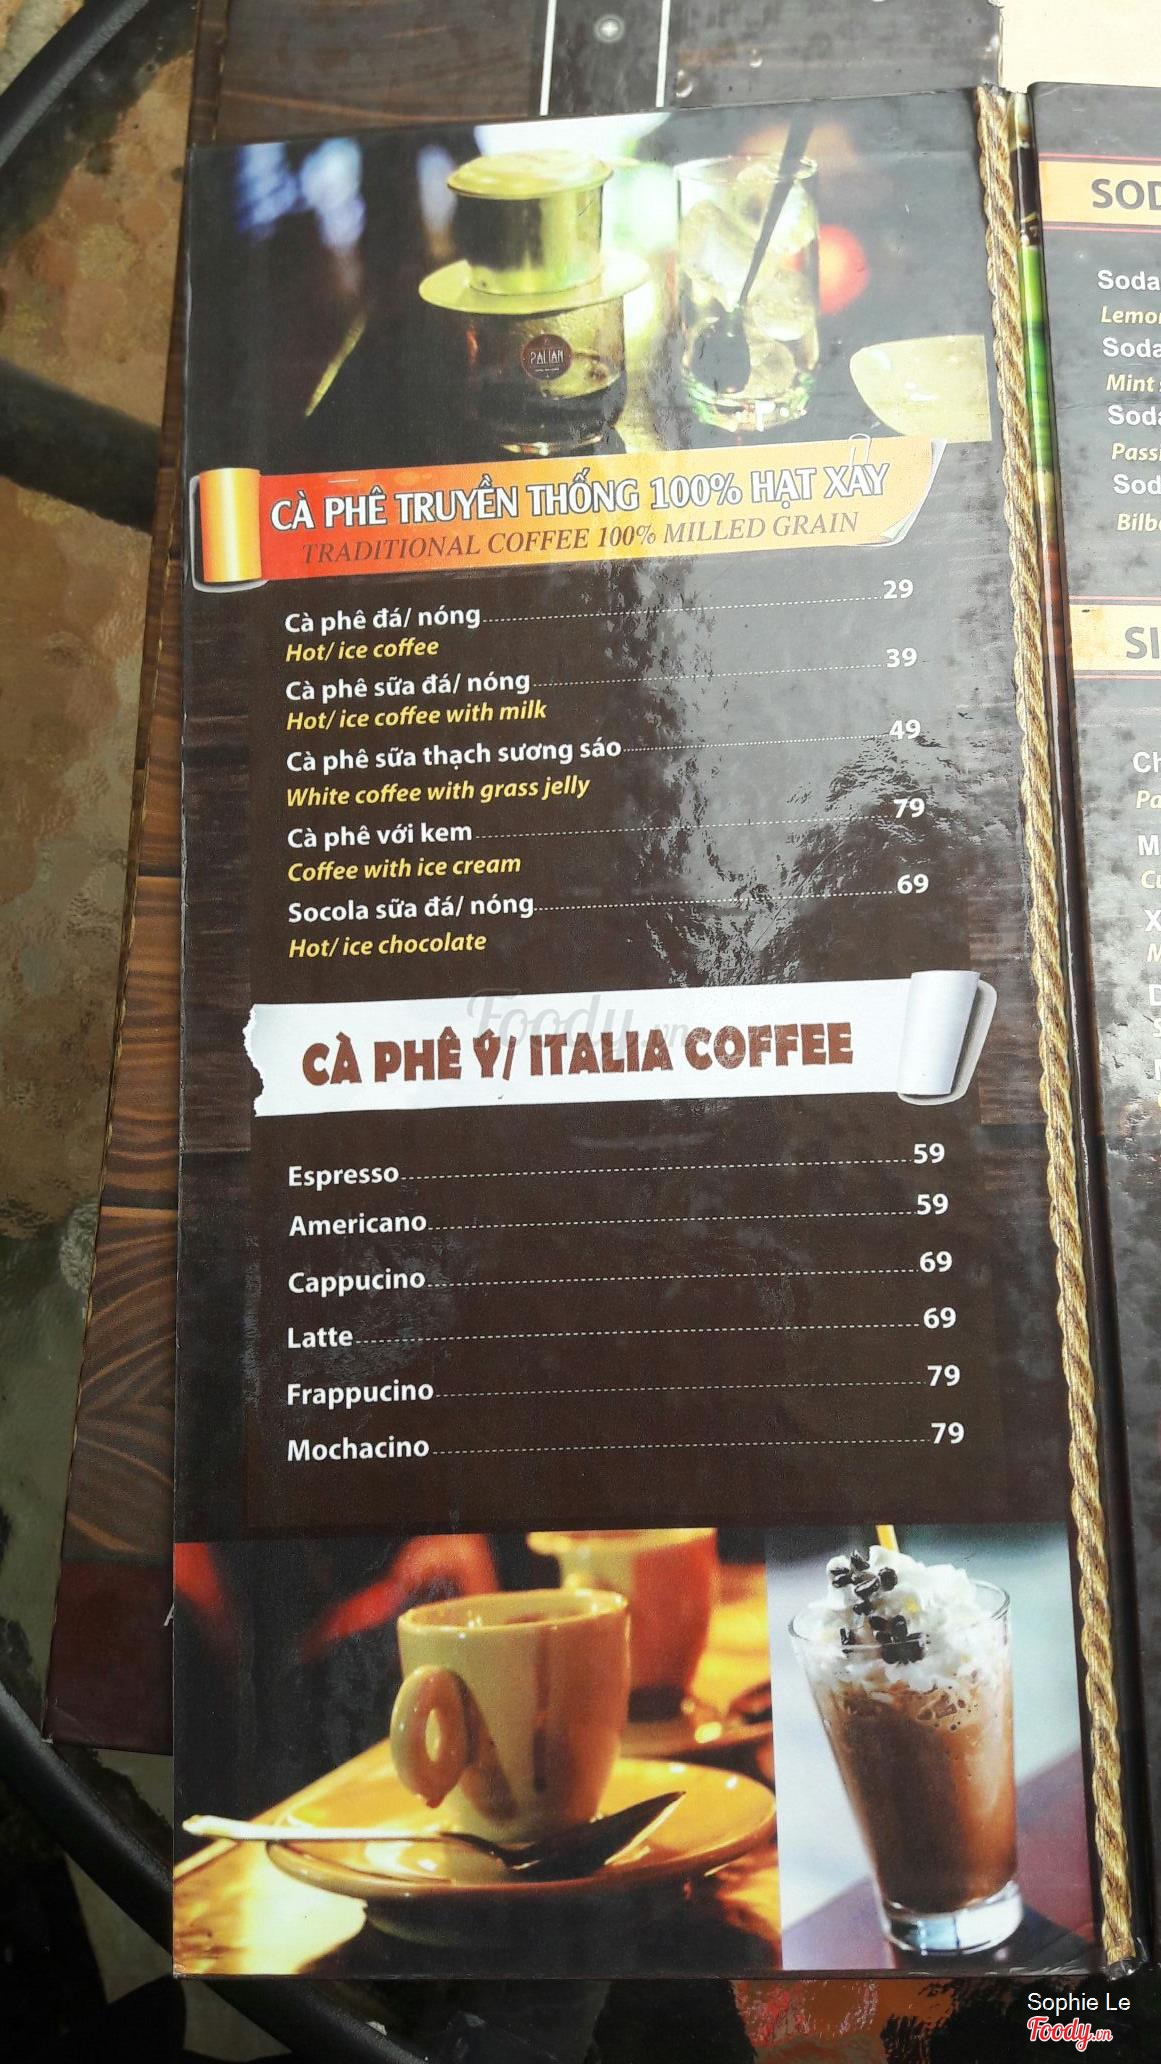 PALIAN
CÀ PHÊ TRUYỀN THỐNG 100% HẠT XAY
TRADITIONAL COFFEE 100% MILLED GRAIN
Cà phê đá/ nóng 29
Hot/ ice coffee
Cà phê sữa đá/ nóng 39
Hot/ ice coffee with milk
Cà phê sữa thạch sương sáo 49
White coffee with grass jelly
Cà phê với kem 79
Coffee with ice cream
Socola sữa đá/ nóng 69
Hot/ ice chocolate
Foody.vn
CÀ PHÊ Ý/ ITALIA COFFEE
Espresso 59
Americano 59
Cappucino 69
Latte 69
Frappucino 79
Mochacino 79
Soda
Soda
Mint
Sophie Le
Foody.vn